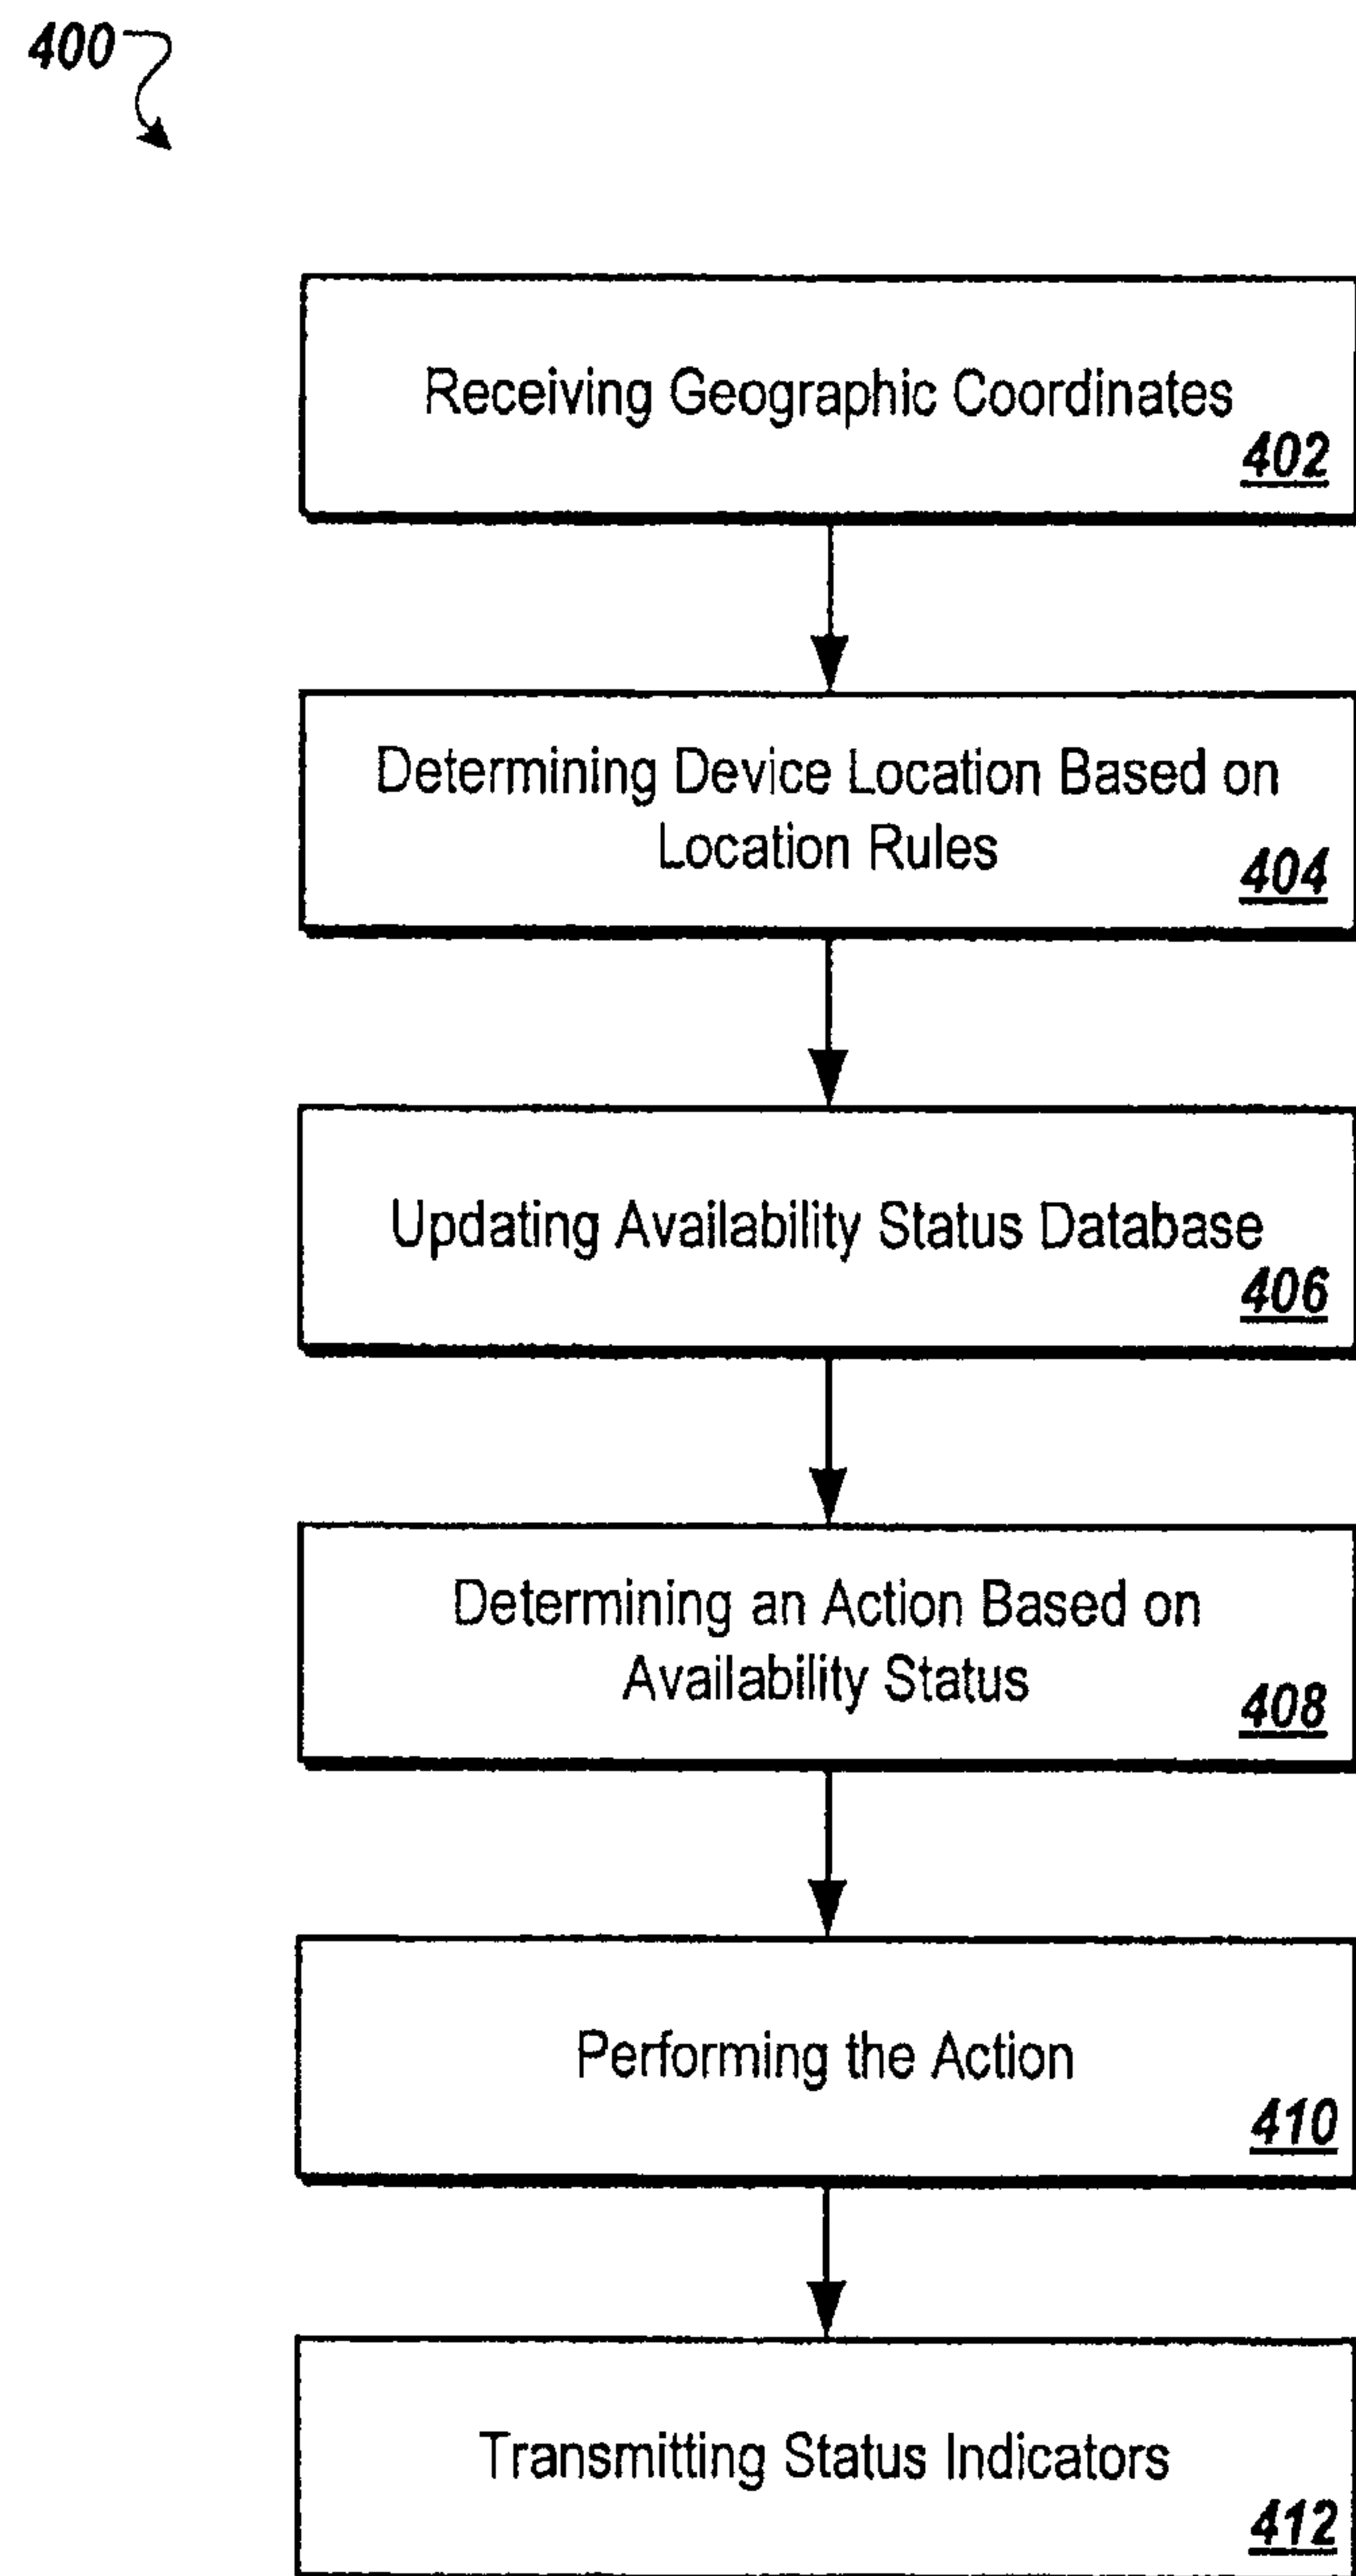 400
Receiving Geographic Coordinates
402
Determining Device Location Based on
Location Rules
404
Updating Availability Status Database
406
Determining an Action Based on
Availability Status
408
Performing the Action
410
Transmitting Status Indicators
412